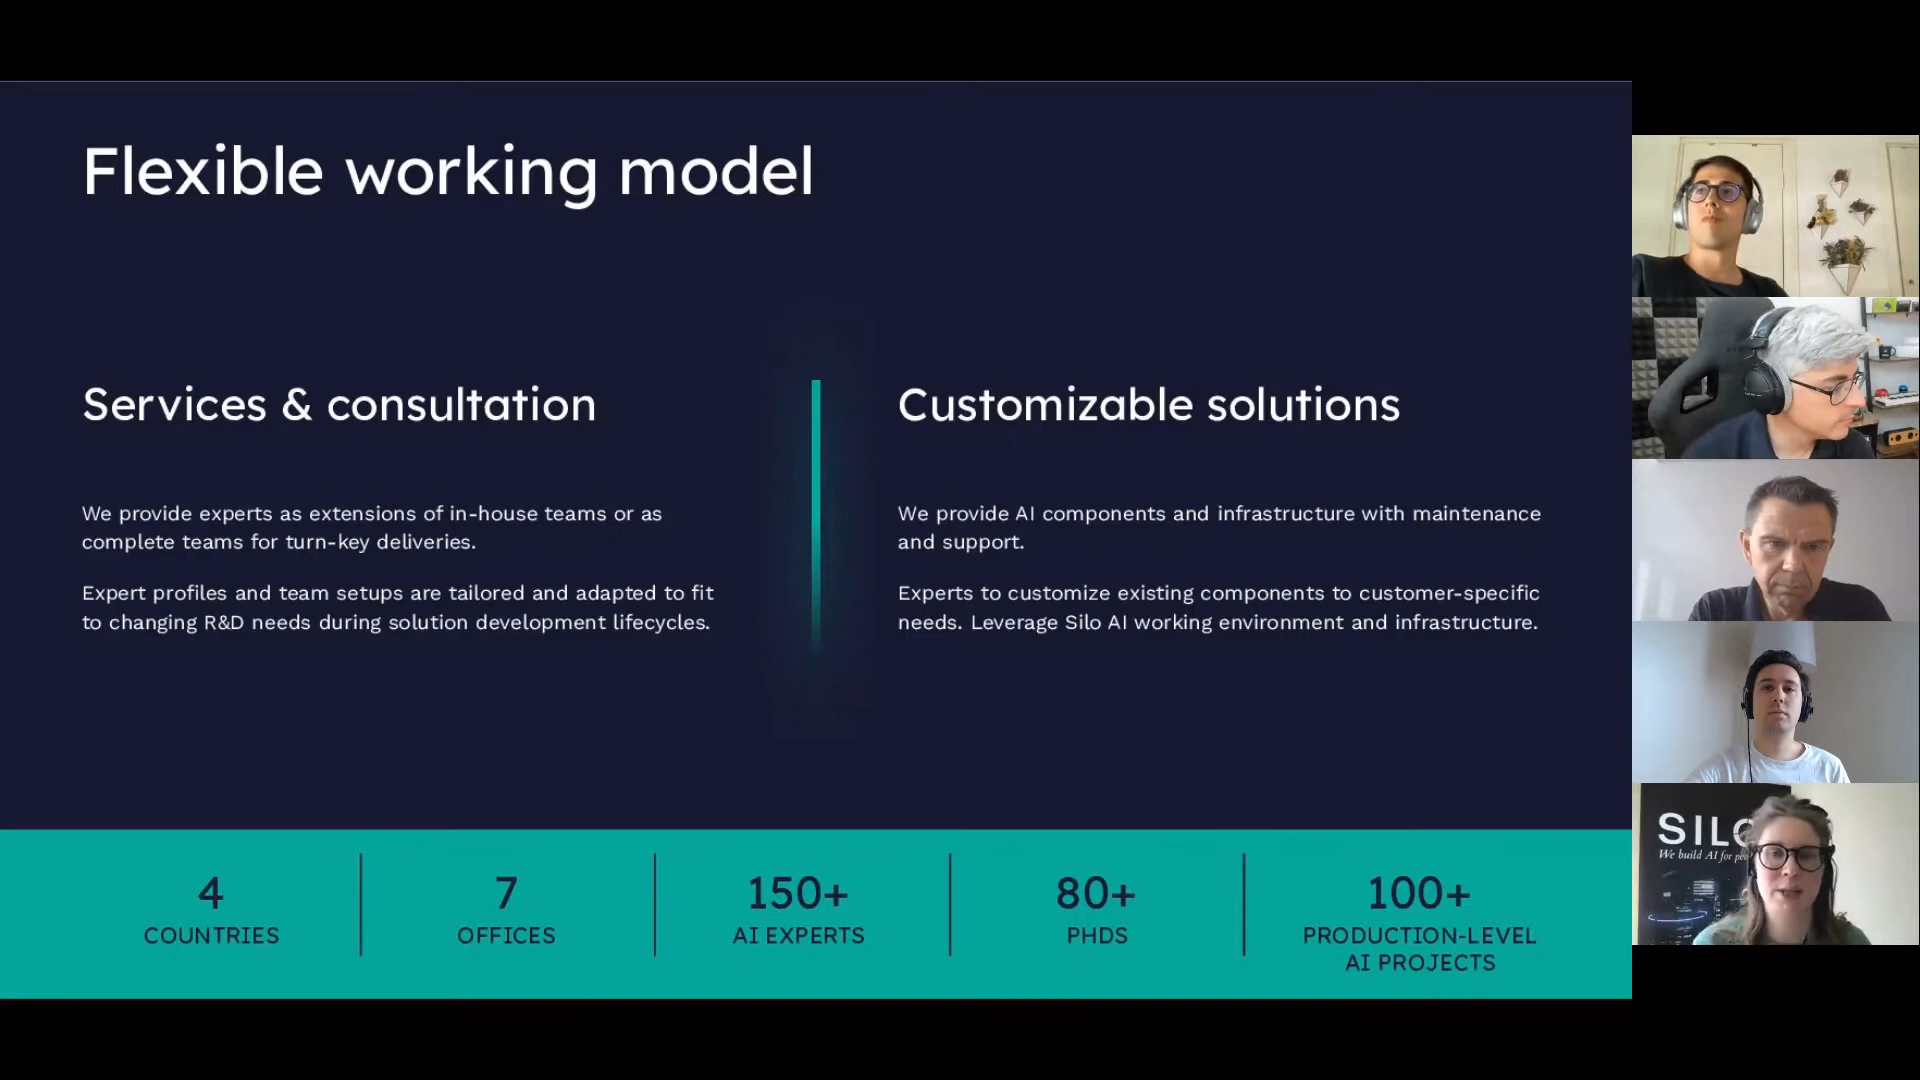 Flexible working model
Services & consultation
We provide experts as extensions of in-house teams or as
complete teams for turn-key deliveries.
Expert profiles and team setups are tailored and adapted to fit
to changing R&D needs during solution development lifecycles.
Customizable solutions
We provide AI components and infrastructure with maintenance
and support.
Experts to customize existing components to customer-specific
needs. Leverage Silo AI working environment and infrastructure.
4
COUNTRIES
7
OFFICES
150+
AI EXPERTS
80+
PHDS
100+
PRODUCTION-LEVEL
AI PROJECTS
SILO
We build AI for